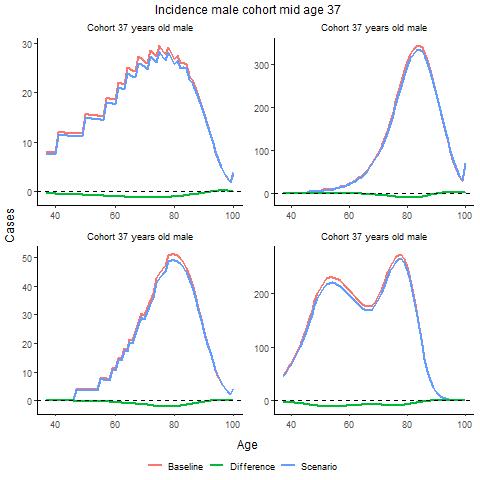 Incidence male cohort mid age 37
Cohort 37 years old male
Cohort 37 years old male
30
20
10
0
40 60 80 100
300
200
100
0
40 60 80 100
Cases
Cohort 37 years old male
Cohort 37 years old male
50
40
30
20
10
0
40 60 80 100
200
100
0
40 60 80 100
Age
Baseline Difference Scenario